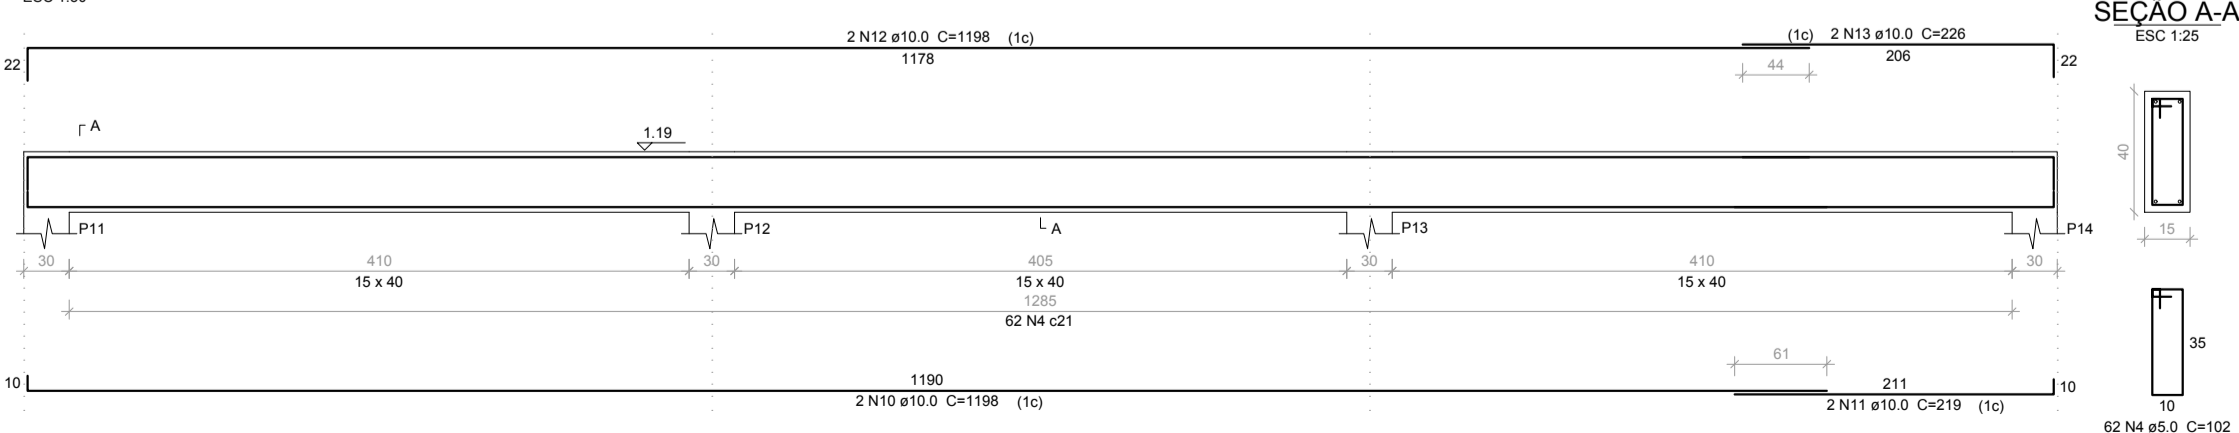 SEÇÃO A-A
ESC 1:25
2 N12 ø10.0 C=1198 (1c)
1178
22
(1c) 2 N13 ø10.0 C=226
206
22
44
A
1.19
40
15
P11
P12
A
P13
P14
30
410
30
405
30
410
30
15 x 40
15 x 40
15 x 40
1285
62 N4 c21
61
10
1190
2 N10 ø10.0 C=1198 (1c)
211
10
2 N11 ø10.0 C=219 (1c)
35
10
62 N4 ø5.0 C=102